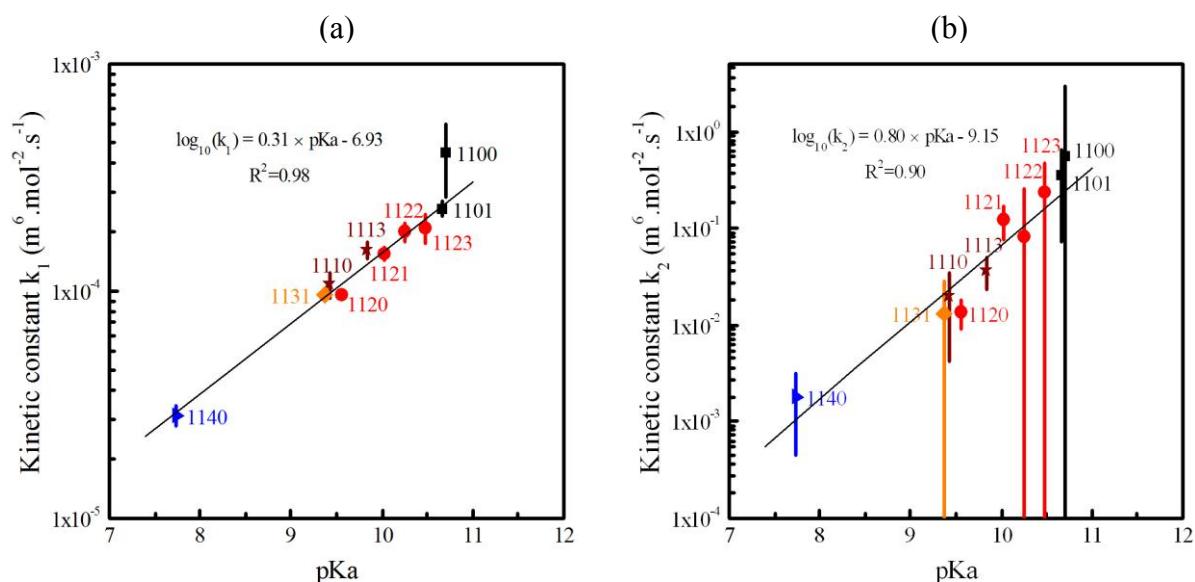 (a)
Kinetic constant k₁ (m⁶.mol⁻².s⁻¹)
1x10⁻³
1x10⁻⁴
1x10⁻⁵
log₁₀(k₁) = 0.31 × pKa - 6.93
R²=0.98
1100
1101
1122
1123
1113
1121
1110
1131
1120
1140
7 8 9 10 11 12
pKa
(b)
Kinetic constant k₂ (m⁶.mol⁻².s⁻¹)
1x10⁰
1x10⁻¹
1x10⁻²
1x10⁻³
1x10⁻⁴
log₁₀(k₂) = 0.80 × pKa - 9.15
R²=0.90
1123
1100
1122
1101
1121
1113
1110
1131
1120
1140
7 8 9 10 11 12
pKa